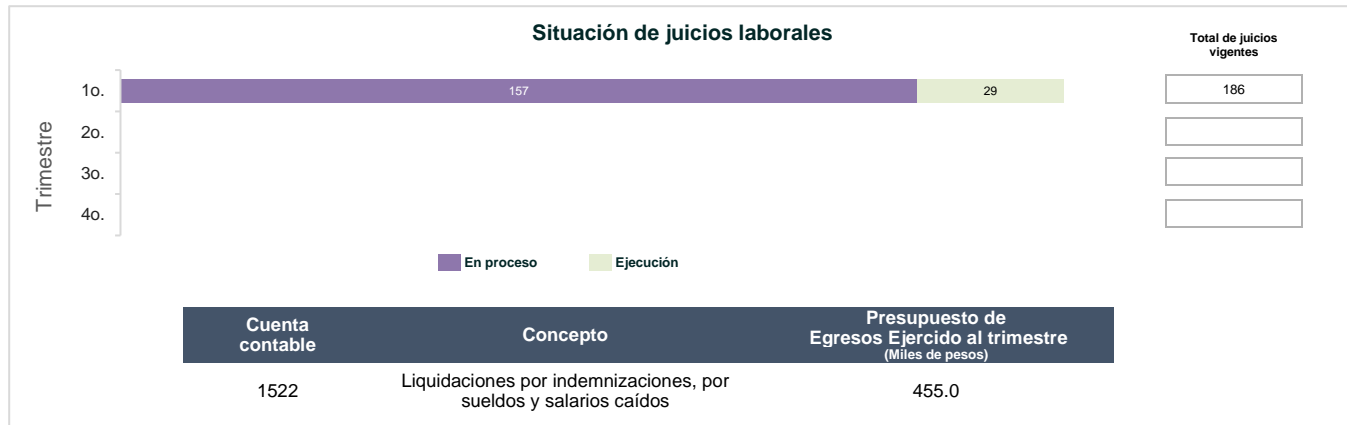 Situación de juicios laborales
Total de juicios
vigentes
Trimestre
1o.
157
29
186
2o.
3o.
4o.
En proceso
Ejecución
Cuenta
contable
Concepto
Presupuesto de
Egresos Ejercido al trimestre
(Miles de pesos)
1522
Liquidaciones por indemnizaciones, por
sueldos y salarios caídos
455.0